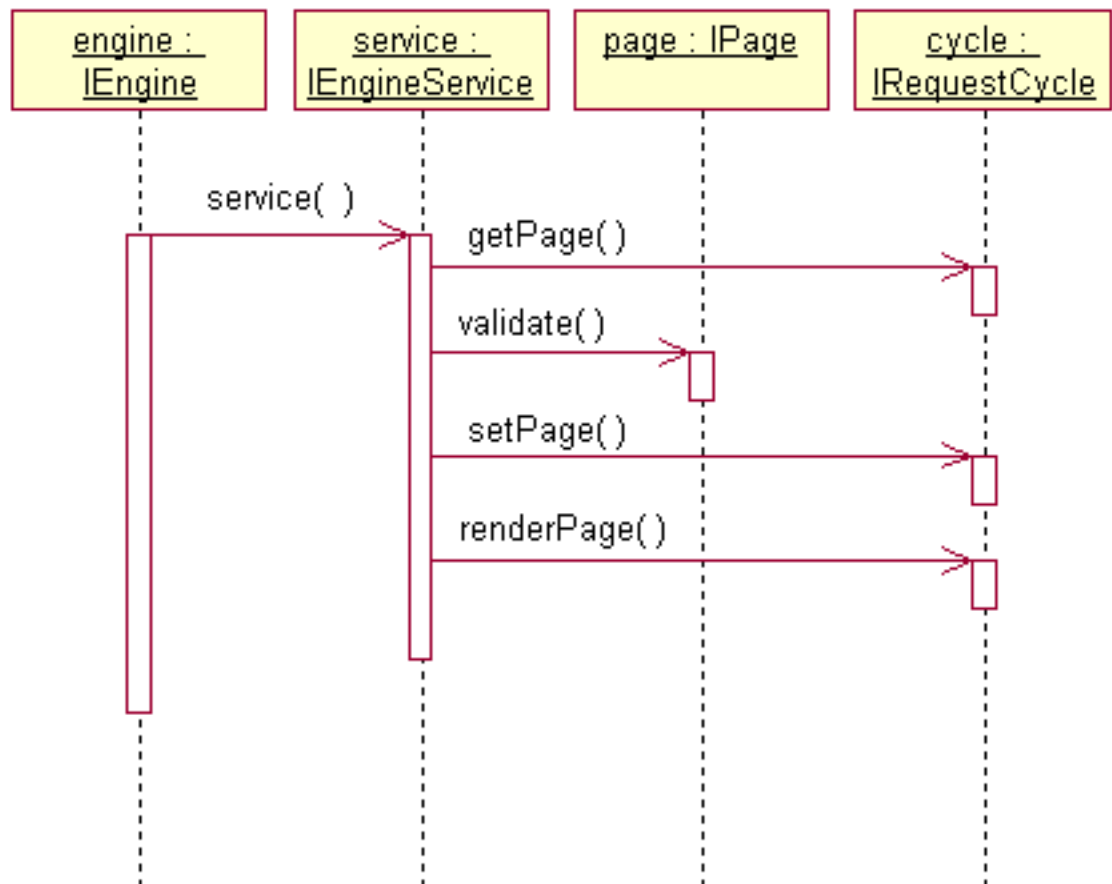 engine :
IEngine
service :
IEngineService
page : IPage
cycle :
IRequestCycle
service( )
getPage( )
validate( )
setPage( )
renderPage( )